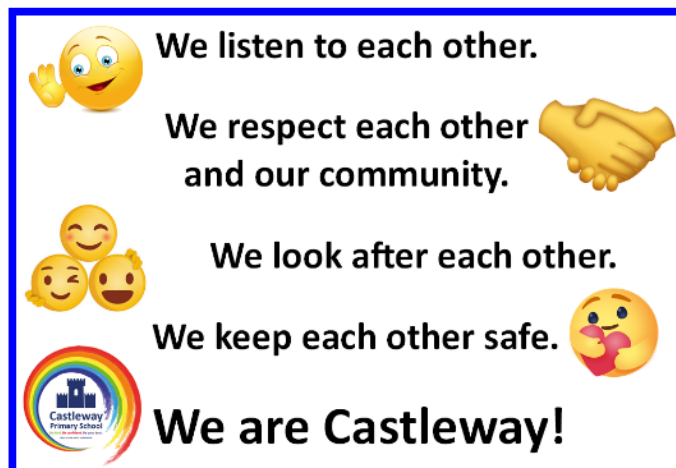 We listen to each other.
We respect each other
and our community.
We look after each other.
We keep each other safe.
Castleway
Primary School
We are Castleway!